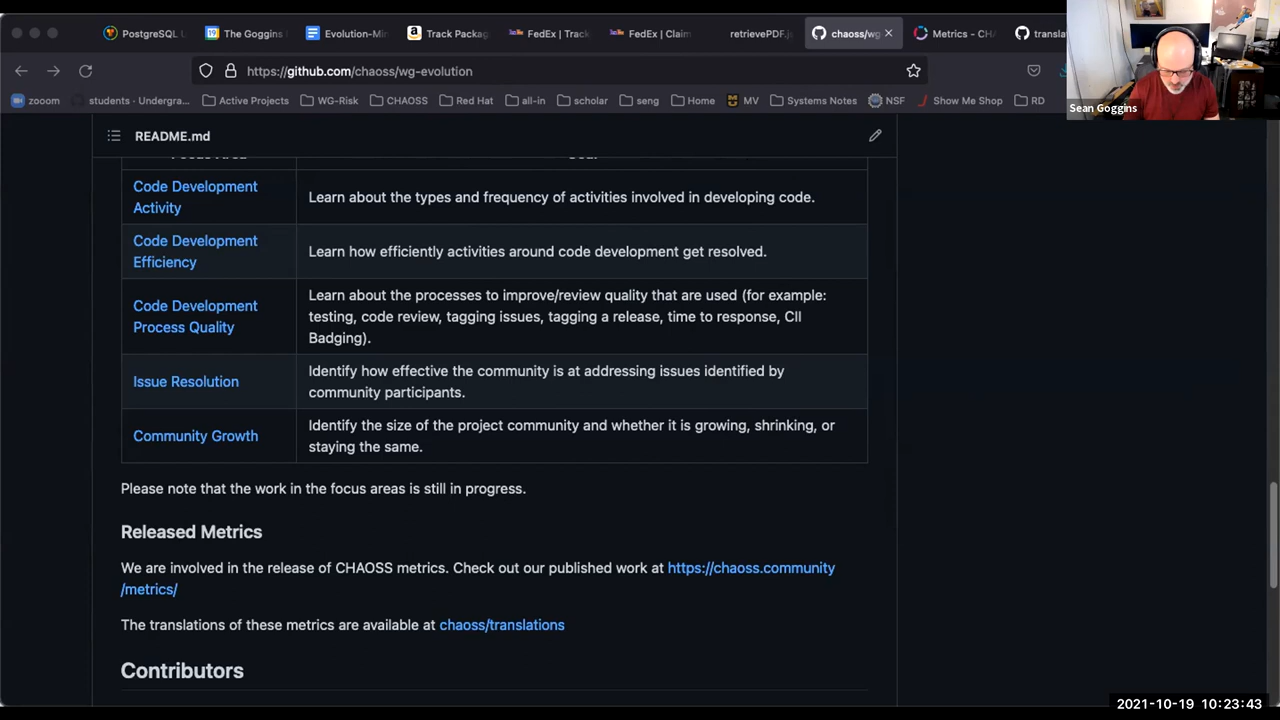 PostgreSQL
The Goggins
Evolution-Mi
Track Pac
FedEx | Track
FedEx | Claim
retrievePDF.j
chaoss/wg
Metrics - CHA
translat
https://github.com/chaoss/wg-evolution
zooom
students - Undergra...
Active Projects
WG-Risk
CHAOSS
Red Hat
all-in
scholar
seng
Home
MV
Systems Notes
NSF
Show Me Shop
RD
Sean Goggins
README.md
Code Development
Activity
Learn about the types and frequency of activities involved in developing code.
Code Development
Efficiency
Learn how efficiently activities around code development get resolved.
Code Development
Process Quality
Learn about the processes to improve/review quality that are used (for example:
testing, code review, tagging issues, tagging a release, time to response, CII
Badging).
Issue Resolution
Identify how effective the community is at addressing issues identified by
community participants.
Community Growth
Identify the size of the project community and whether it is growing, shrinking, or
staying the same.
Please note that the work in the focus areas is still in progress.
Released Metrics
We are involved in the release of CHAOSS metrics. Check out our published work at https://chaoss.community
/metrics/
The translations of these metrics are available at chaoss/translations
Contributors
2021-10-19 10:23:43